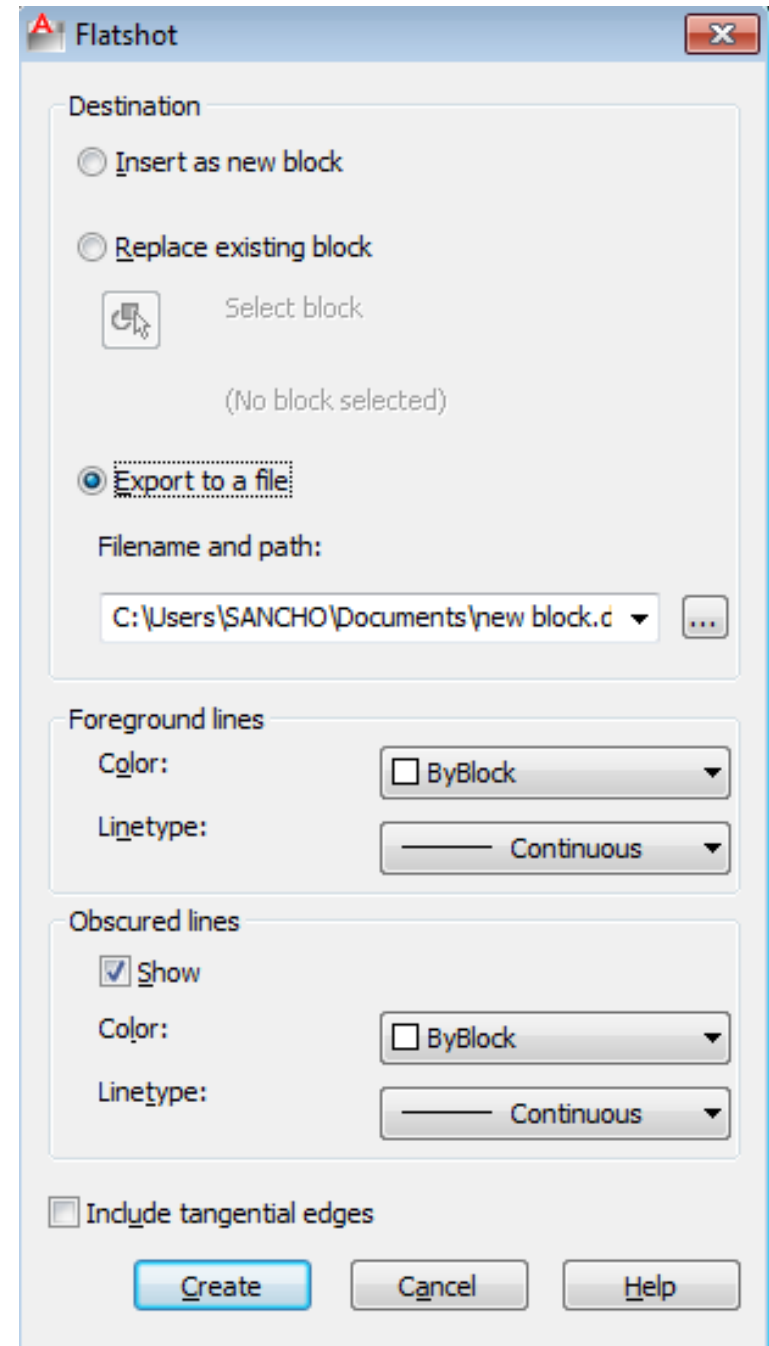 Flatshot
Destination
Insert as new block
Replace existing block
Select block
(No block selected)
Export to a file
Filename and path:
C:\Users\SANCHO\Documents\new block.d
...
Foreground lines
Color:
ByBlock
Linetype:
Continuous
Obscured lines
Show
Color:
ByBlock
Linetype:
Continuous
Include tangential edges
Create Cancel Help